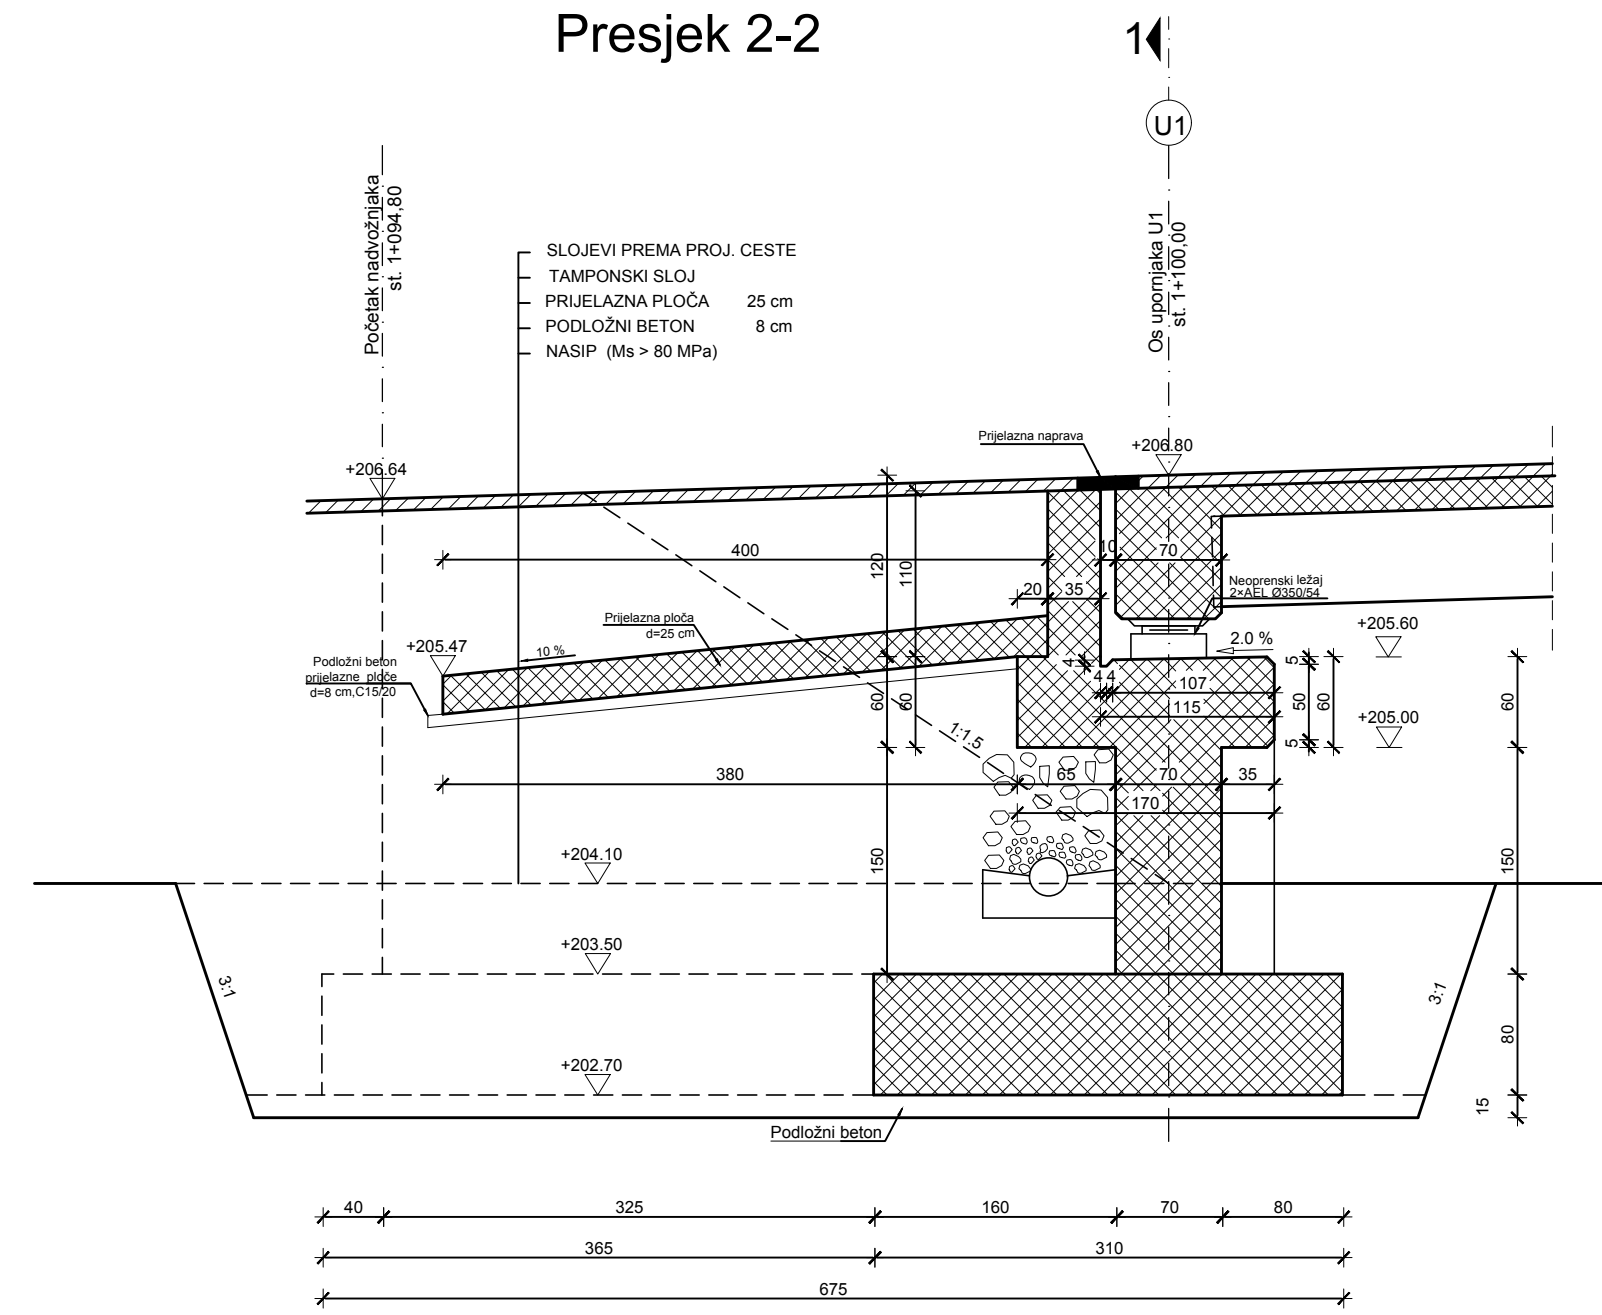 Presjek 2-2
1
U1
Početak nadvožnjaka
st. 1+094,80
Os upornjaka U1
st. 1+100,00
SLOJEVI PREMA PROJ. CESTE
TAMPONSKI SLOJ
PRIJELAZNA PLOČA 25 cm
PODLOŽNI BETON 8 cm
NASIP (Ms > 80 MPa)
Prijelazna naprava
+206.80
+206.64
400
120
110
10
70
20
35
Neoprenski ležaj
2×AEL Ø350/54
+205.60
2.0 %
Prijelazna ploča
d=25 cm
10 %
+205.47
Podložni beton
prijelazne ploče
d=8 cm,C15/20
4
4
4
107
115
5
50
5
60
60
60
60
+205.00
1:1.5
380
65
70
35
170
150
150
+204.10
+203.50
3:1
3:1
80
+202.70
15
Podložni beton
40
325
160
70
80
365
310
675